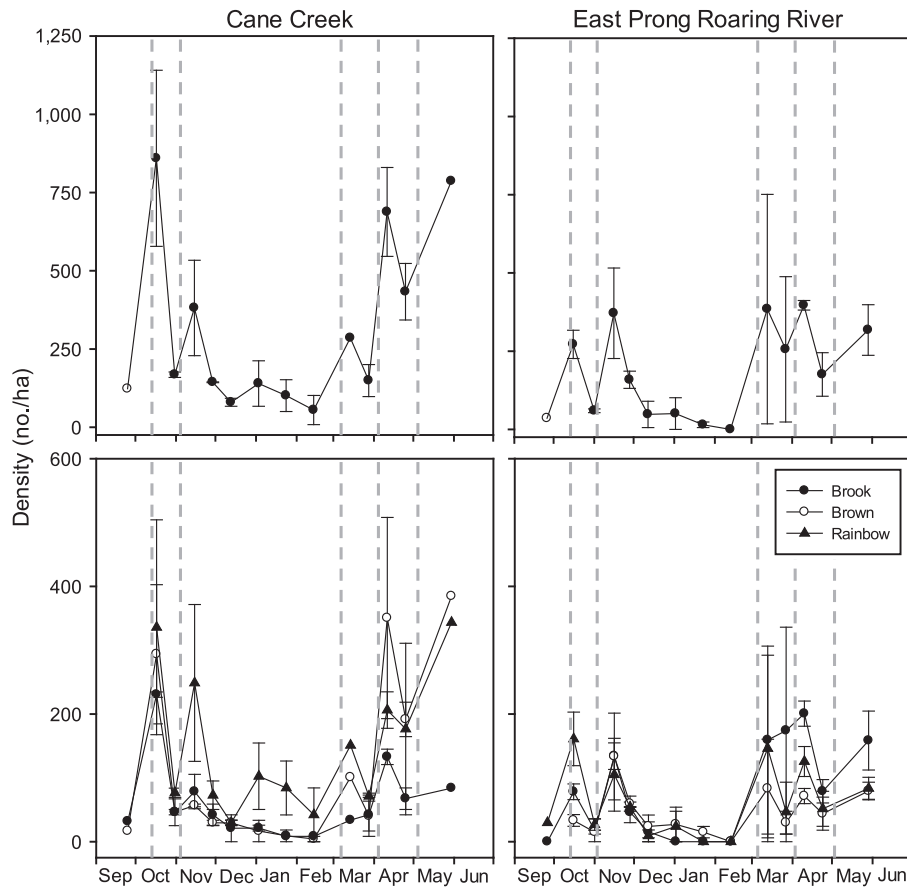 Cane Creek
East Prong Roaring River
1,250
1,000
750
500
250
0
Density (no./ha)
600
400
200
0
Brook
Brown
Rainbow
Sep Oct Nov Dec Jan Feb Mar Apr May Jun
Sep Oct Nov Dec Jan Feb Mar Apr May Jun